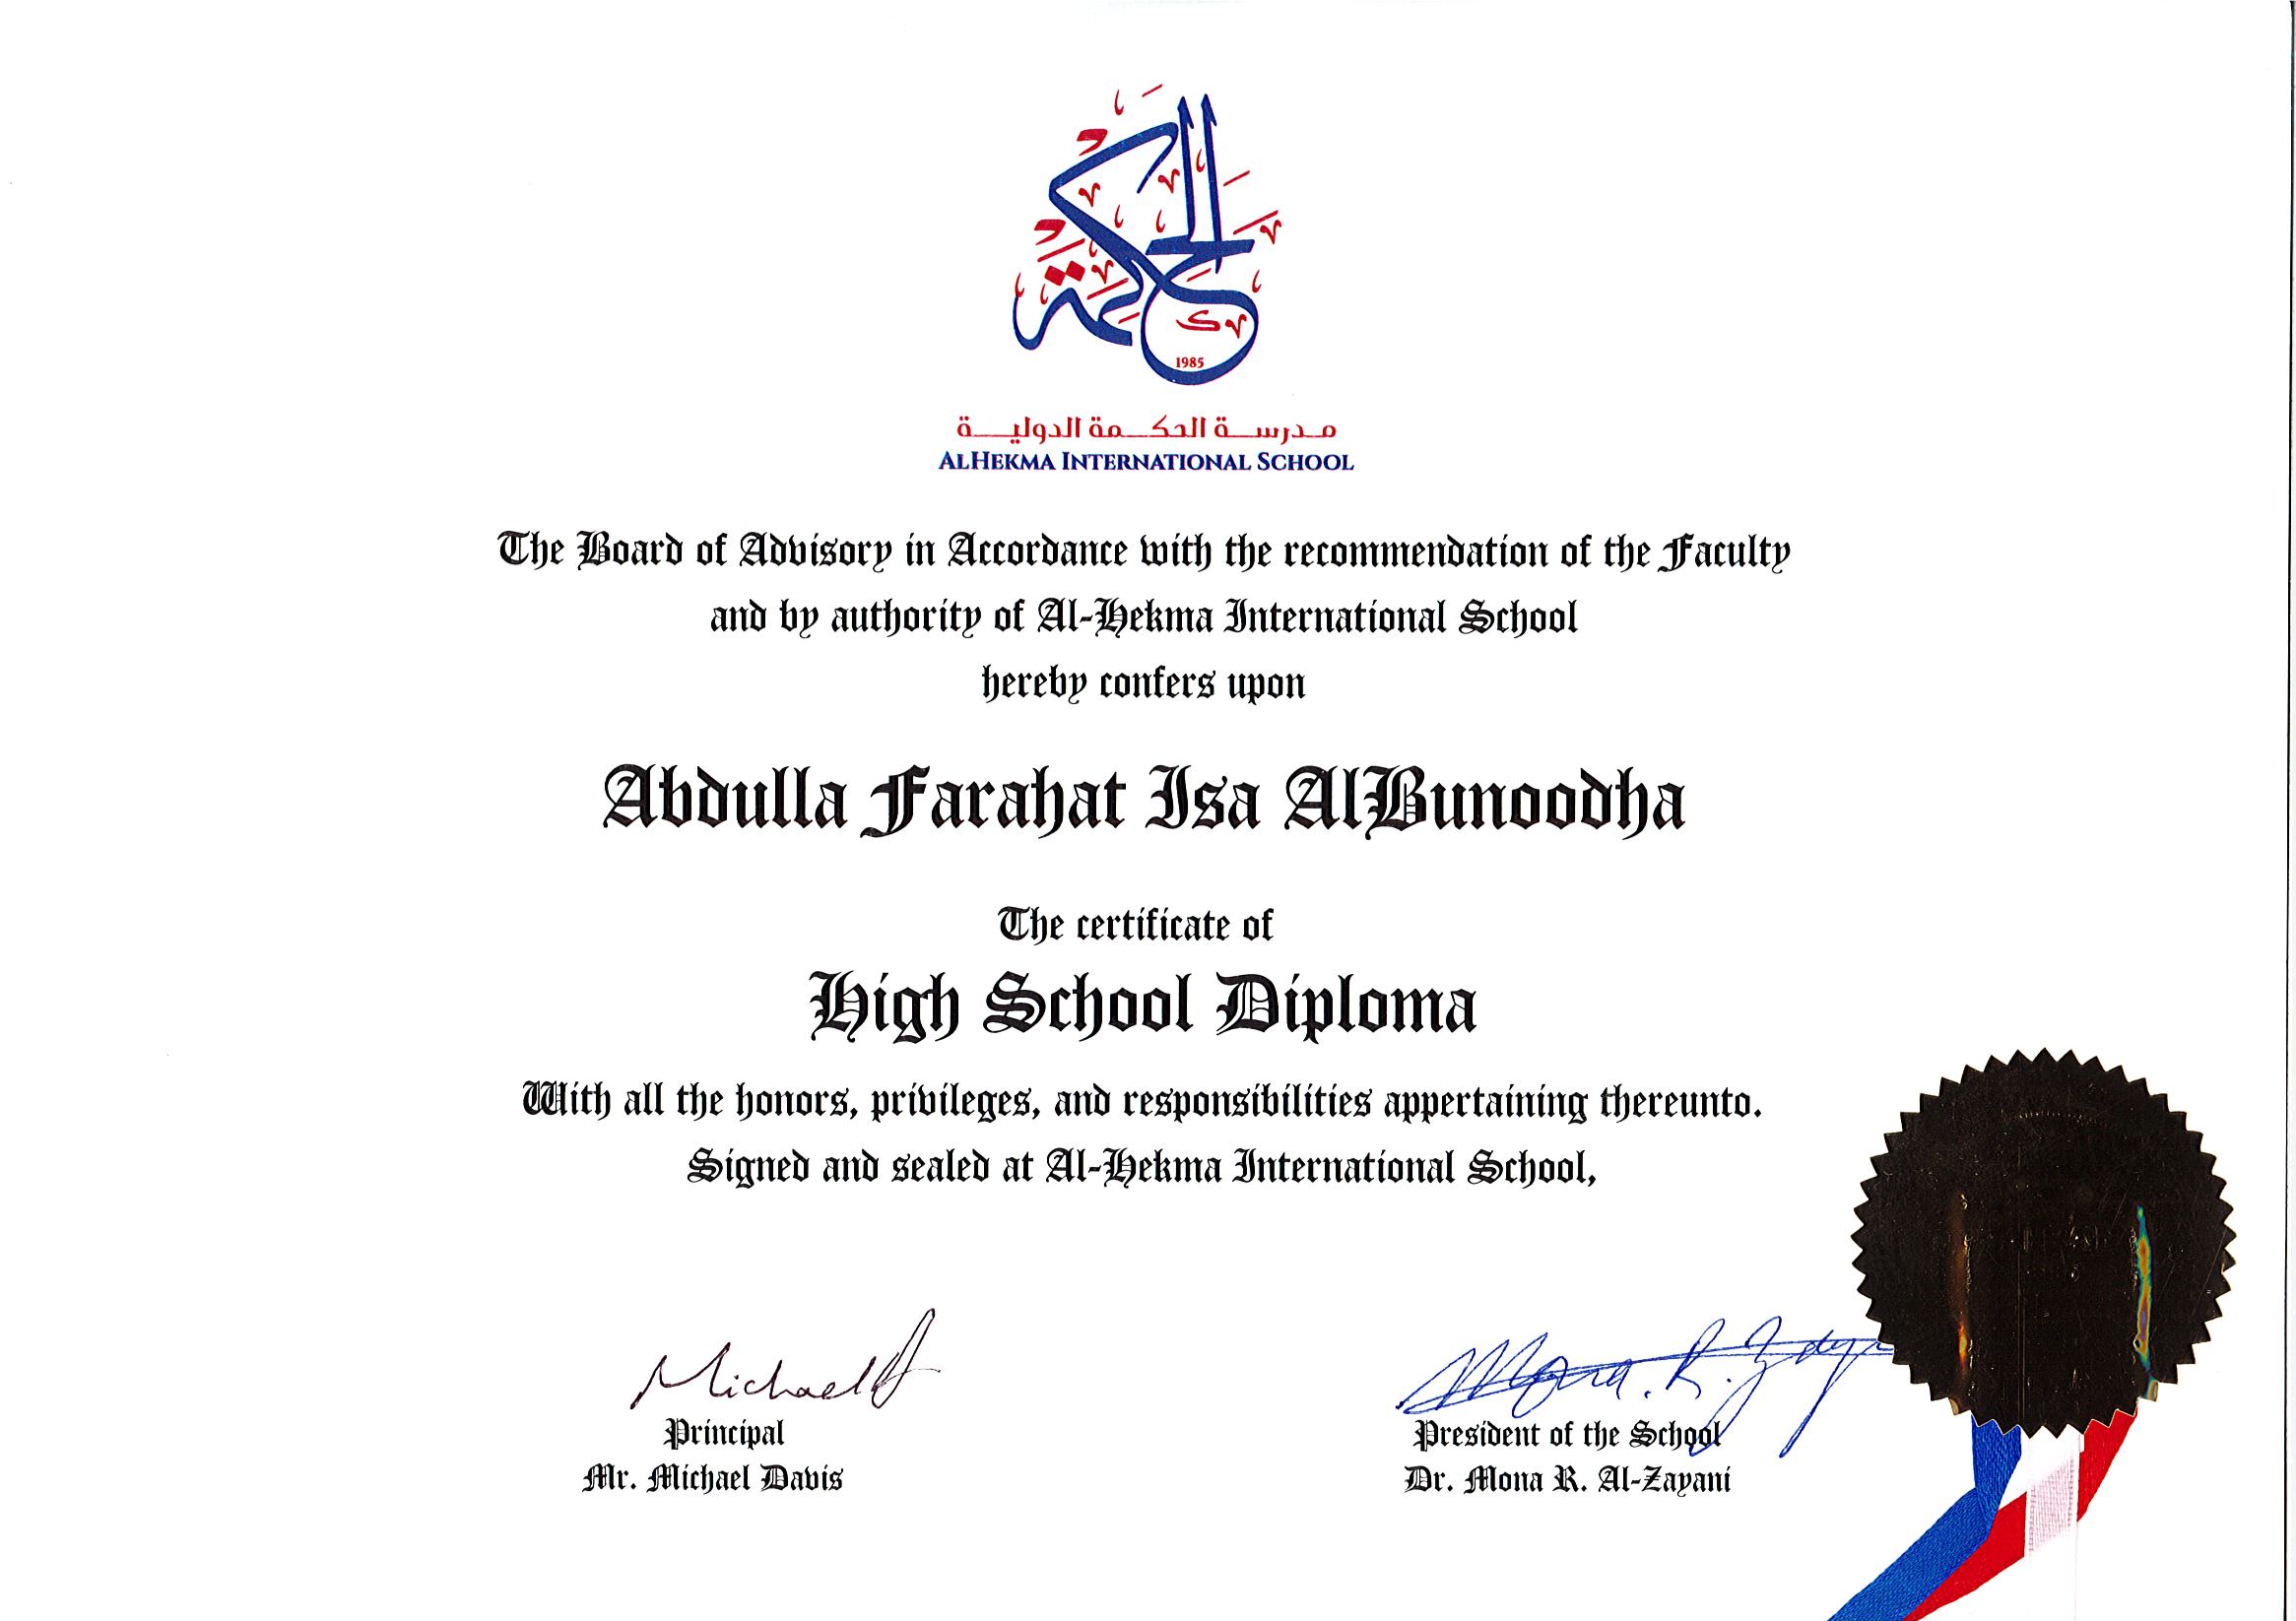 الحكمة
1985
مدرسة الحكمة الدولية
ALHEKMA INTERNATIONAL SCHOOL
The Board of Advisory in Accordance with the recommendation of the Faculty
and by authority of Al-Hekma International School
hereby confers upon
Abdulla Farahat Isa AlBunoodha
The certificate of
High School Diploma
With all the honors, privileges, and responsibilities appertaining thereunto.
Signed and sealed at Al-Hekma International School,
Michael
Mona. R. Zaya
Principal
President of the School
Mr. Michael Davis
Dr. Mona R. Al-Zayani